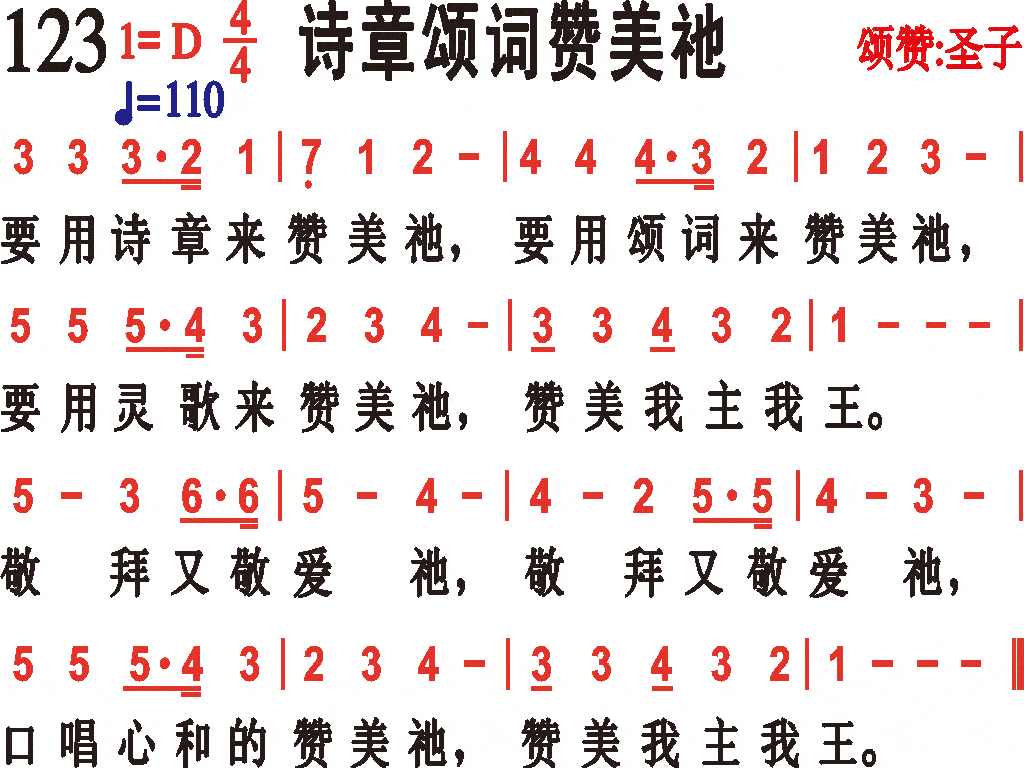 123 1= D 4/4 诗章颂词赞美祂 颂赞:圣子
♩=110
3 3 3·2 1 | 7 1 2 - | 4 4 4·3 2 | 1 2 3 - |
要用诗章来赞美祂，要用颂词来赞美祂，
5 5 5·4 3 | 2 3 4 - | 3 3 4 3 2 | 1 - - - |
要用灵歌来赞美祂，赞美我主我王。
5 - 3 6·6 | 5 - 4 - | 4 - 2 5·5 | 4 - 3 - |
敬拜又敬爱祂，敬拜又敬爱祂，
5 5 5·4 3 | 2 3 4 - | 3 3 4 3 2 | 1 - - - ‖
口唱心和的赞美祂，赞美我主我王。